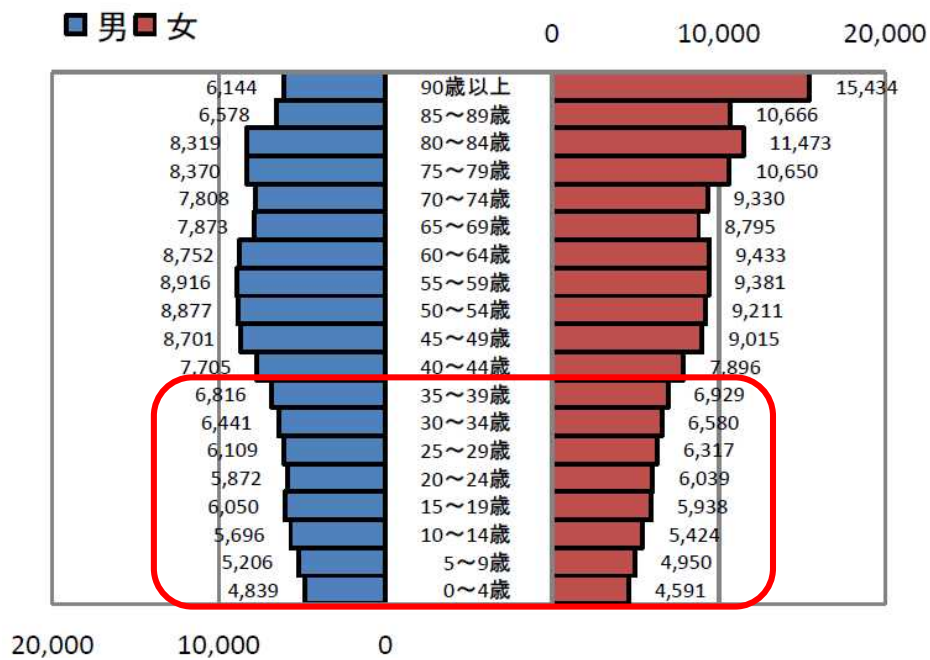 男 女
0 10,000 20,000
6,144 90歳以上 15,434
6,578 85～89歳 10,666
8,319 80～84歳 11,473
8,370 75～79歳 10,650
7,808 70～74歳 9,330
7,873 65～69歳 8,795
8,752 60～64歳 9,433
8,916 55～59歳 9,381
8,877 50～54歳 9,211
8,701 45～49歳 9,015
7,705 40～44歳 7,896
6,816 35～39歳 6,929
6,441 30～34歳 6,580
6,109 25～29歳 6,317
5,872 20～24歳 6,039
6,050 15～19歳 5,938
5,696 10～14歳 5,424
5,206 5～9歳 4,950
4,839 0～4歳 4,591
20,000 10,000 0